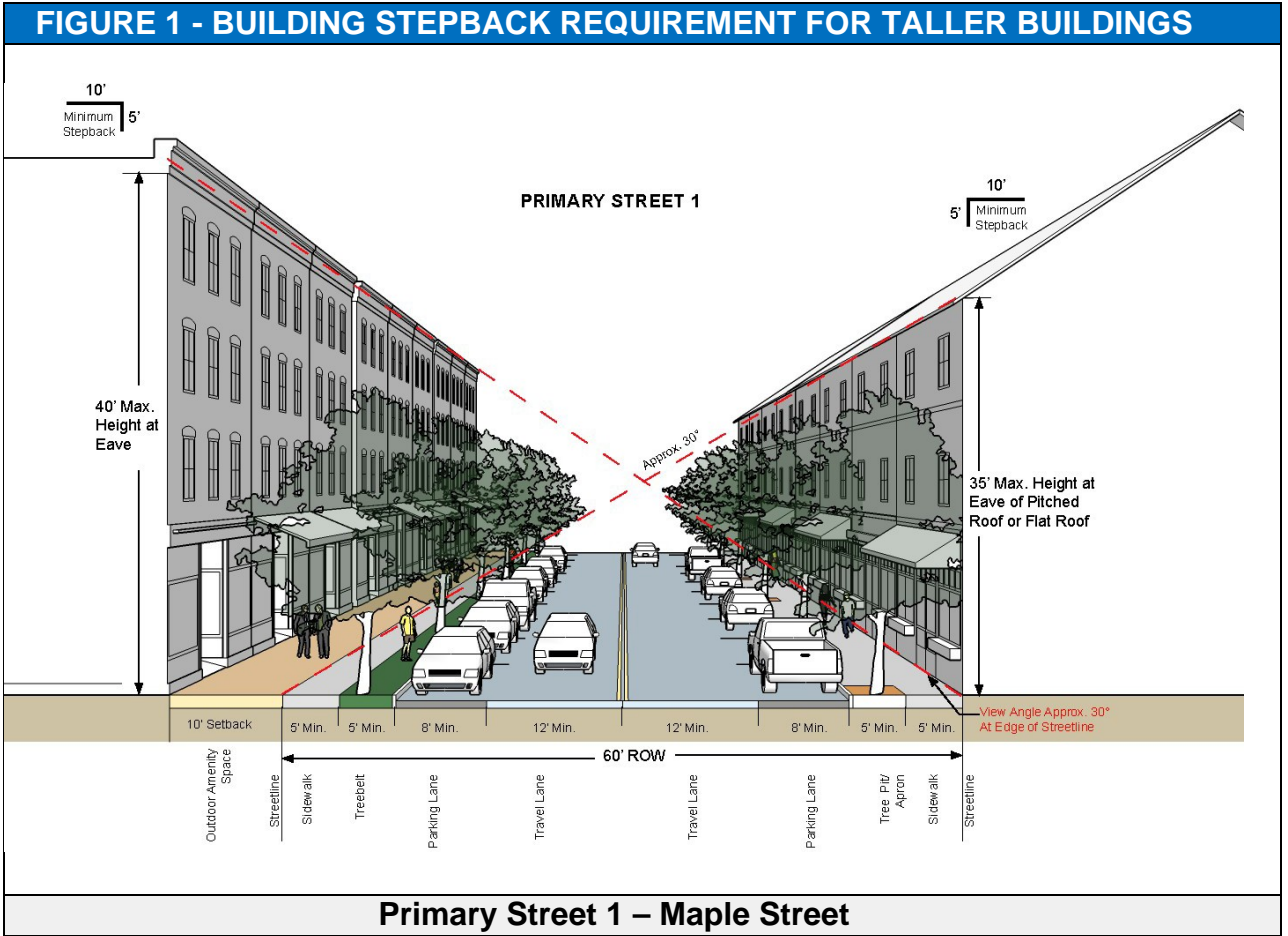 FIGURE 1 - BUILDING STEPBACK REQUIREMENT FOR TALLER BUILDINGS
10'
Minimum
Stepback
5'
PRIMARY STREET 1
10'
5'
Minimum
Stepback
40' Max.
Height at
Eave
Approx. 30°
35' Max. Height at
Eave of Pitched
Roof or Flat Roof
View Angle Approx. 30°
At Edge of Streetline
10' Setback
5' Min.
5' Min.
8' Min.
12' Min.
12' Min.
8' Min.
5' Min.
5' Min.
60' ROW
Outdoor Amenity
Space
Streetline
Sidewalk
Treebelt
Parking Lane
Travel Lane
Travel Lane
Parking Lane
Tree Pit/
Apron
Sidewalk
Streetline
Primary Street 1 – Maple Street